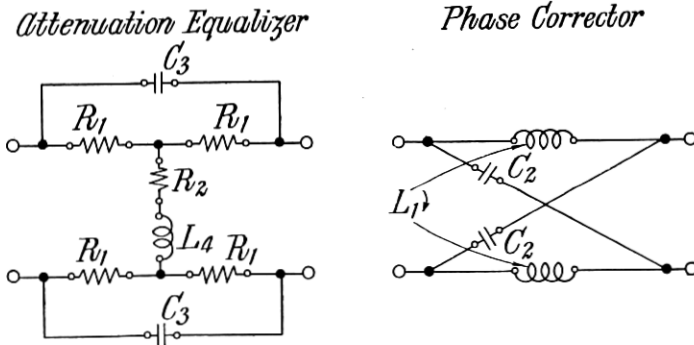 Attenuation Equalizer
Phase Corrector
C3
R1 R1
R2
L4
R1 R1
C3
C2
L1
C2